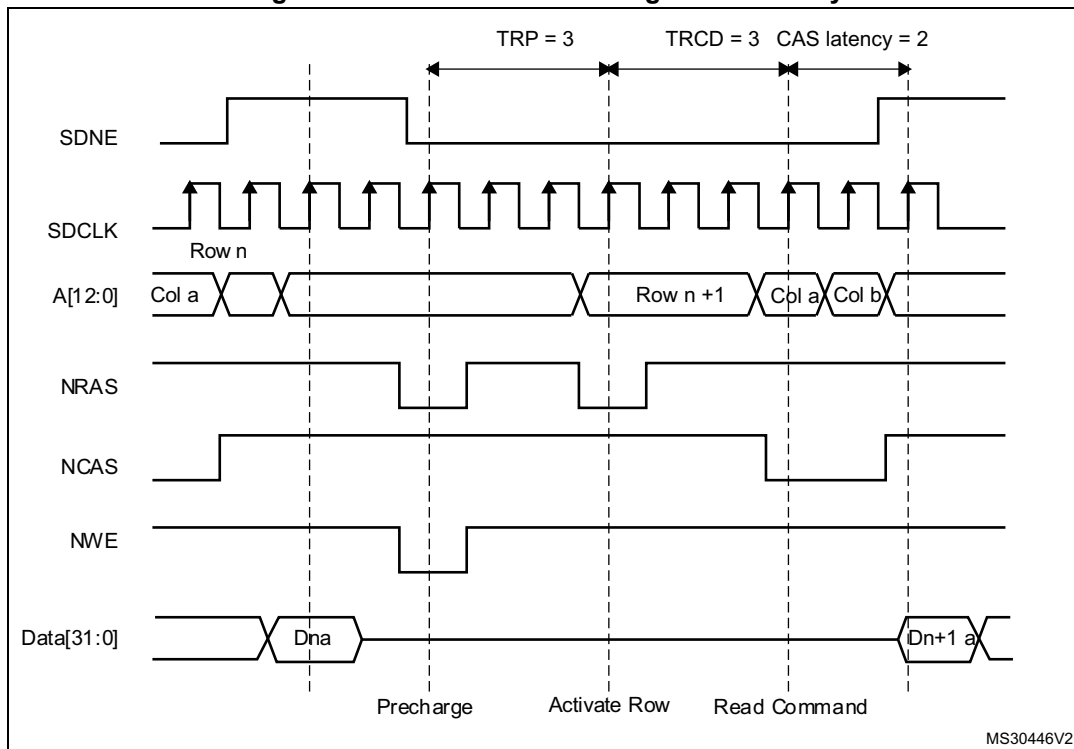 TRP = 3 TRCD = 3 CAS latency = 2
SDNE
SDCLK
Row n
A[12:0] Col a Row n +1 Col a Col b
NRAS
NCAS
NWE
Data[31:0] Dna Dn+1 a
Precharge Activate Row Read Command
MS30446V2